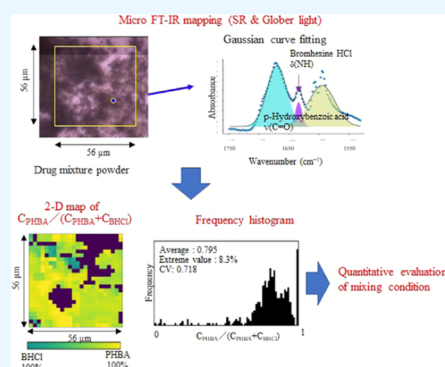 Micro FT-IR mapping (SR & Glober light)
Gaussian curve fitting
56 μm
56 μm
Drug mixture powder
Absorbance
Bromhexine HCl
δ(NH)
p-Hydroxybenzoic acid
ν(C=O)
1750
1650
1550
Wavenumber (cm⁻¹)
2-D map of
C_PHBA／(C_PHBA+C_BHCl)
56 μm
56 μm
BHCl
100%
PHBA
100%
Frequency histogram
Average : 0.795
Extreme value : 8.3%
CV: 0.718
Frequency
0
1
C_PHBA／(C_PHBA+C_BHCl)
Quantitative evaluation
of mixing condition